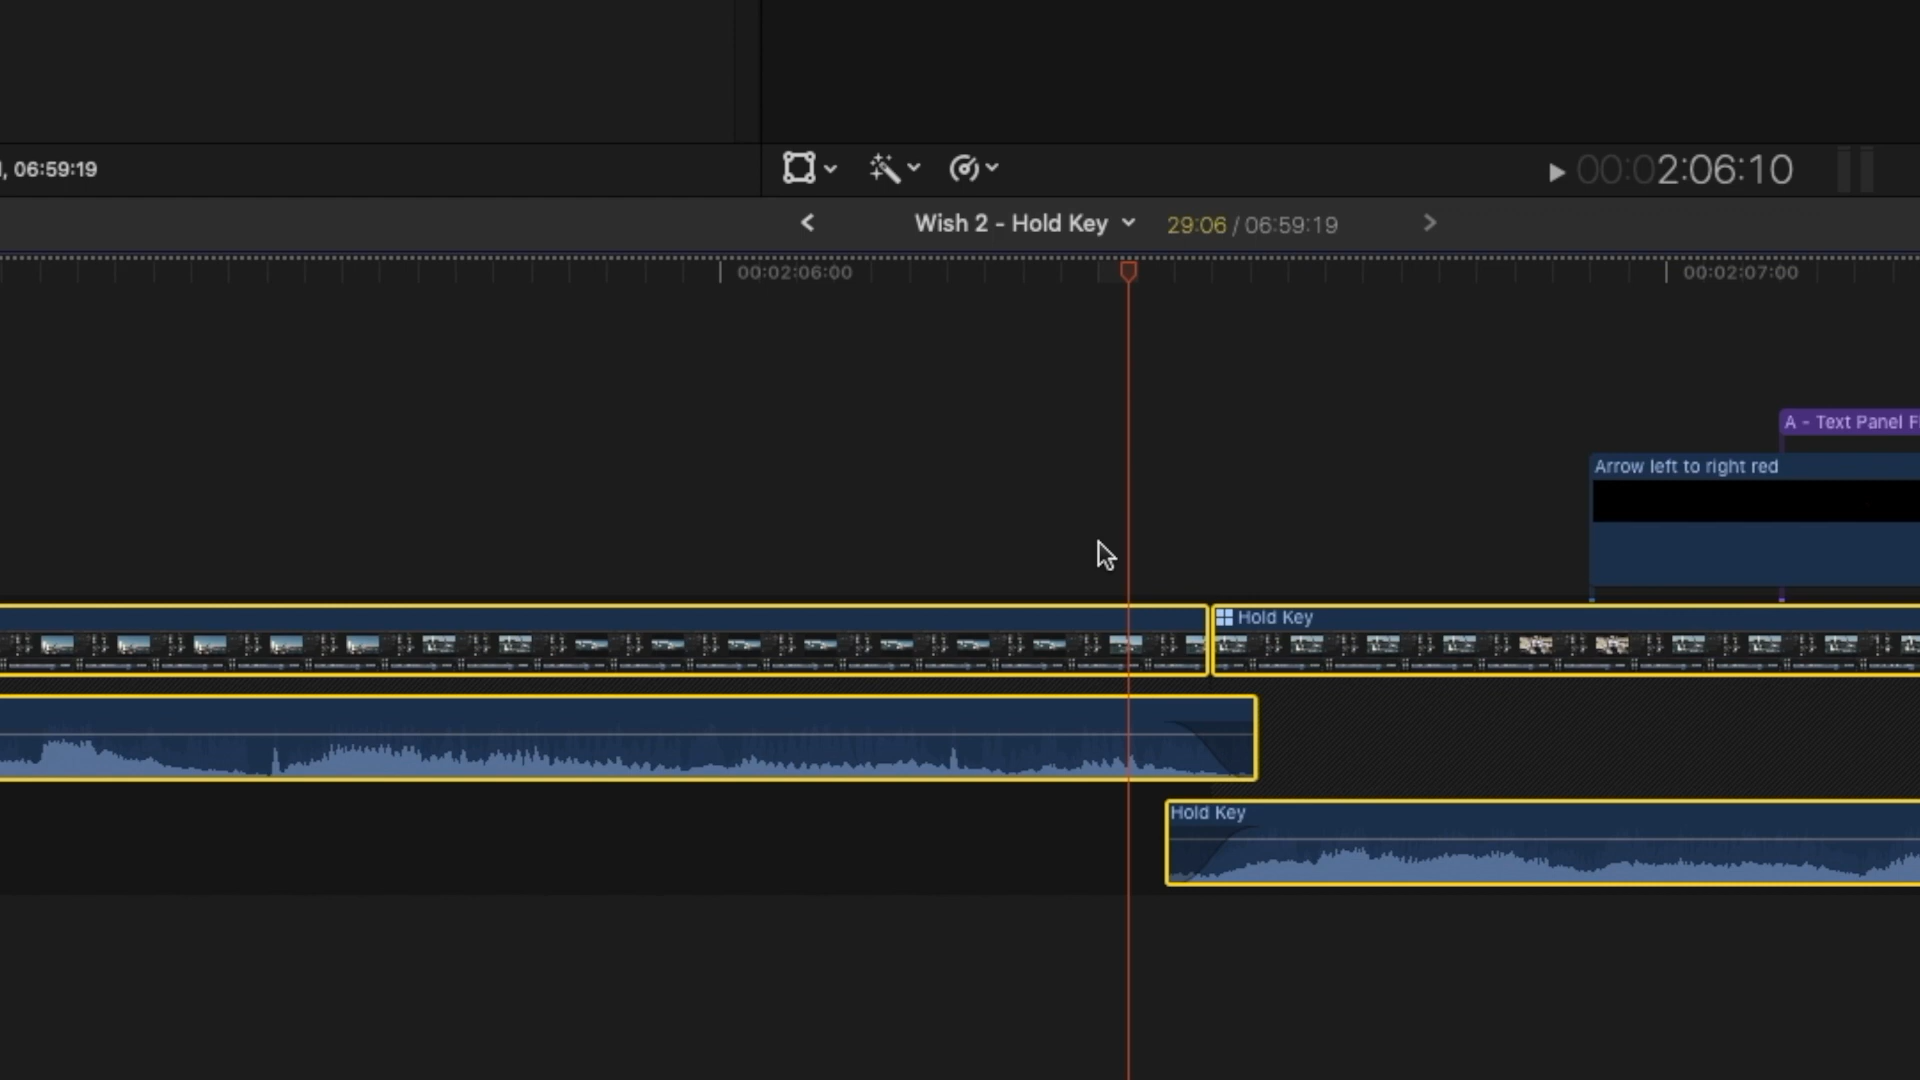 , 06:59:19
00:02:06:10
Wish 2 - Hold Key
29:06 / 06:59:19
00:02:06:00
00:02:07:00
A - Text Panel
Arrow left to right red
Hold Key
Hold Key